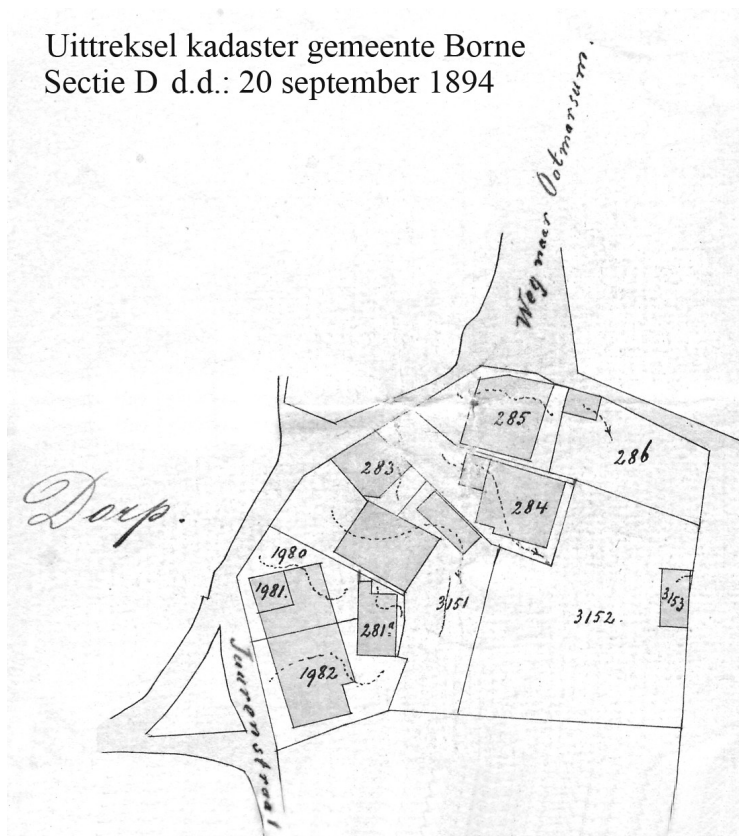 Uittreksel kadaster gemeente Borne
Sectie D d.d.: 20 september 1894
Weg naar Ootmarsum.
285
286
283
284
Dorp.
1980
1981.
281a
3151
3152.
3153
1982